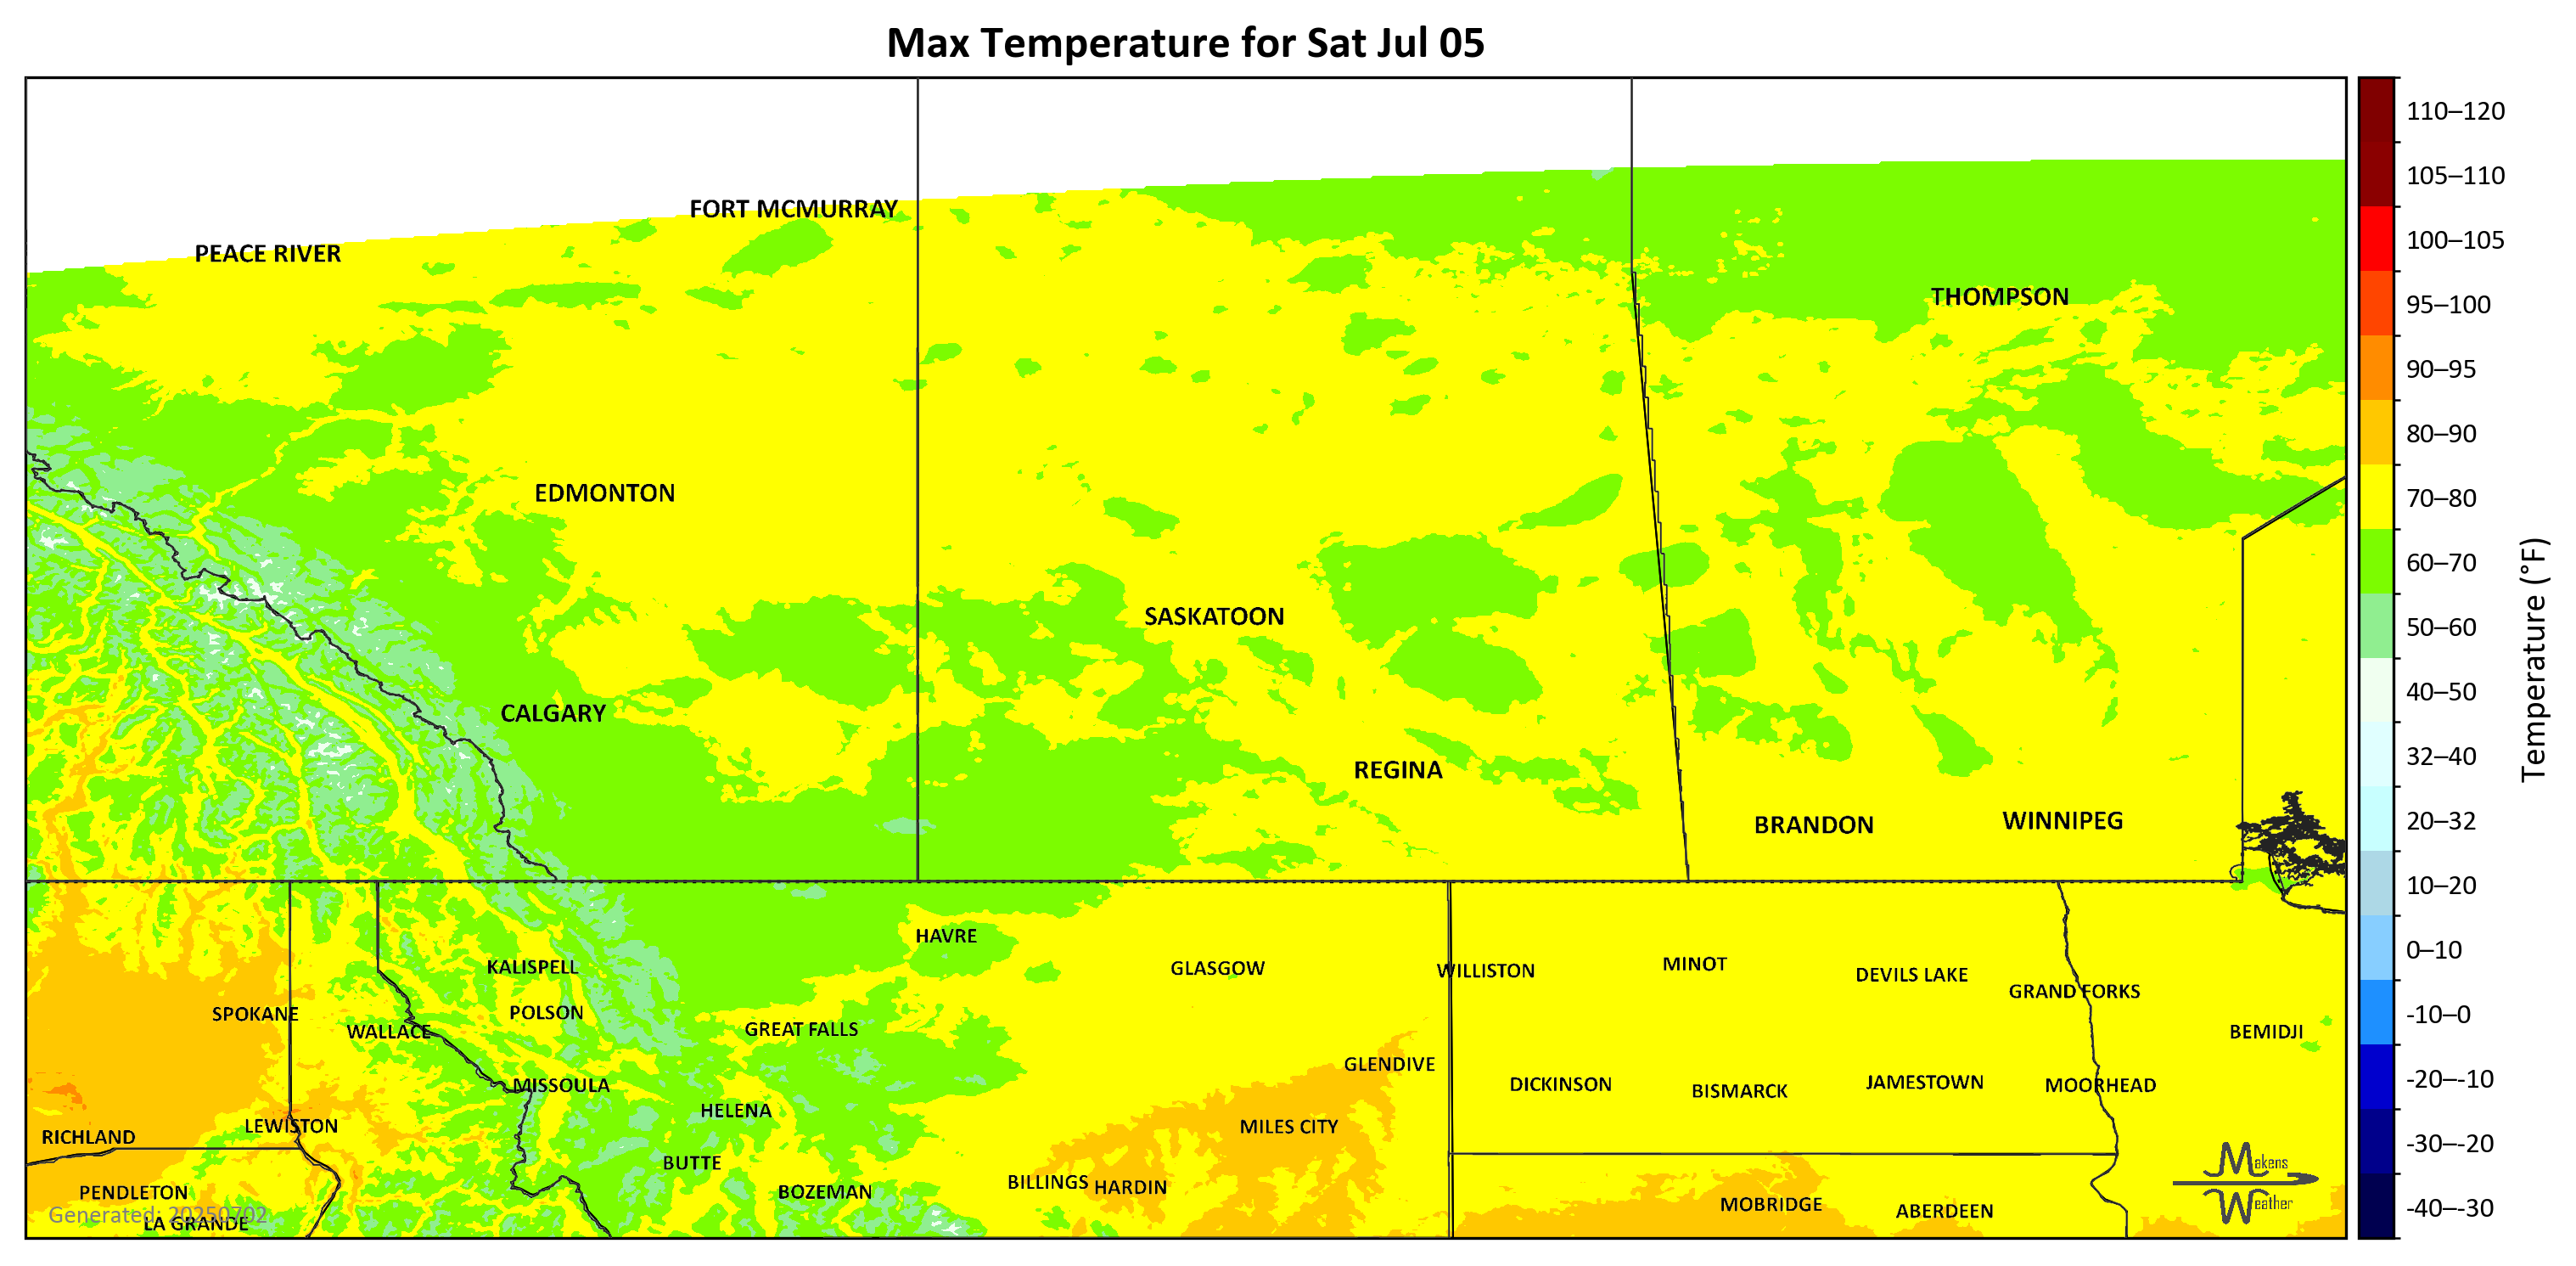 Max Temperature for Sat Jul 05
110–120
105–110
100–105
95–100
90–95
80–90
70–80
60–70
50–60
40–50
32–40
20–32
10–20
0–10
-10–0
-20–-10
-30–-20
-40–-30
Temperature (°F)
FORT MCMURRAY
PEACE RIVER
THOMPSON
EDMONTON
SASKATOON
CALGARY
REGINA
BRANDON
WINNIPEG
HAVRE
KALISPELL
GLASGOW
WILLISTON
MINOT
DEVILS LAKE
GRAND FORKS
SPOKANE
POLSON
WALLACE
GREAT FALLS
BEMIDJI
GLENDIVE
MISSOULA
DICKINSON
BISMARCK
JAMESTOWN
MOORHEAD
HELENA
LEWISTON
MILES CITY
RICHLAND
BUTTE
BILLINGS
HARDIN
PENDLETON
BOZEMAN
MOBRIDGE
ABERDEEN
LA GRANDE
Generated: 20250702
Makens
Weather